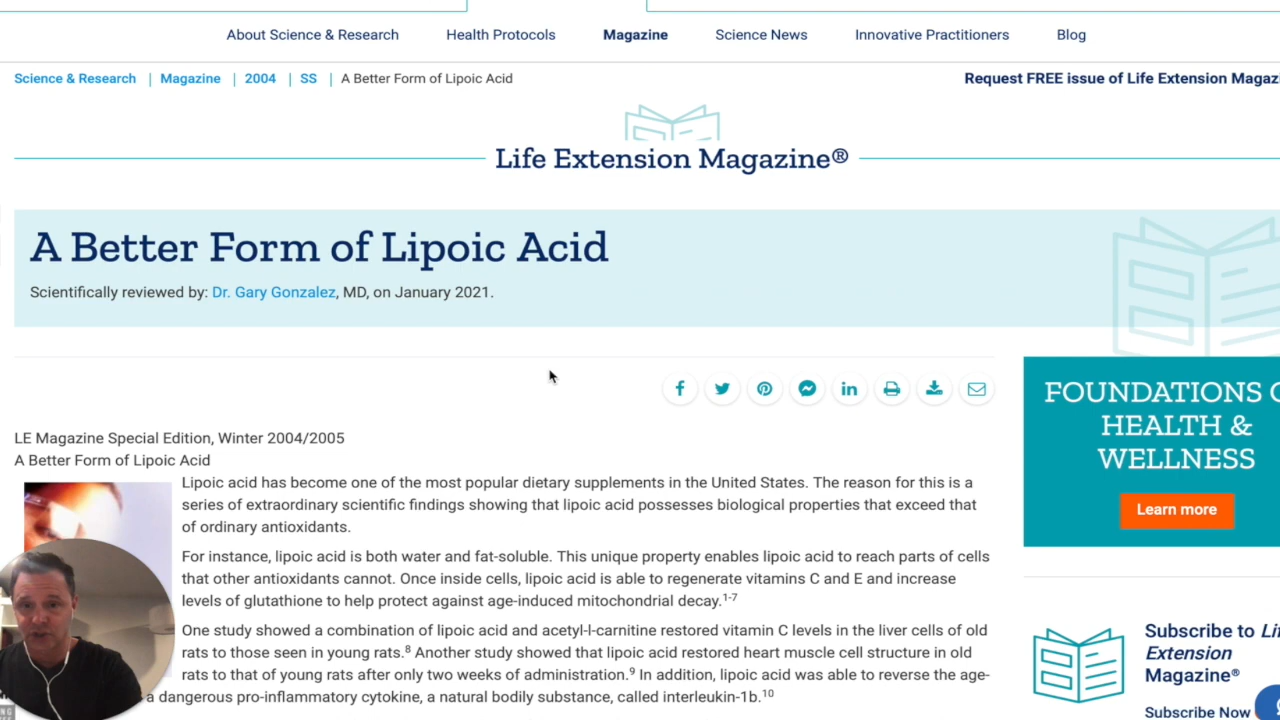 About Science & Research Health Protocols Magazine Science News Innovative Practitioners Blog
Science & Research | Magazine | 2004 | SS | A Better Form of Lipoic Acid
Request FREE issue of Life Extension
Life Extension Magazine®
A Better Form of Lipoic Acid
Scientifically reviewed by: Dr. Gary Gonzalez, MD, on January 2021.
FOUNDATIONS
HEALTH &
WELLNESS
Learn more
LE Magazine Special Edition, Winter 2004/2005
A Better Form of Lipoic Acid
Lipoic acid has become one of the most popular dietary supplements in the United States. The reason for this is a
series of extraordinary scientific findings showing that lipoic acid possesses biological properties that exceed that
of ordinary antioxidants.
For instance, lipoic acid is both water and fat-soluble. This unique property enables lipoic acid to reach parts of cells
that other antioxidants cannot. Once inside cells, lipoic acid is able to regenerate vitamins C and E and increase
levels of glutathione to help protect against age-induced mitochondrial decay.1-7
One study showed a combination of lipoic acid and acetyl-l-carnitine restored vitamin C levels in the liver cells of old
rats to those seen in young rats.8 Another study showed that lipoic acid restored heart muscle cell structure in old
rats to that of young rats after only two weeks of administration.9 In addition, lipoic acid was able to reverse the age-
a dangerous pro-inflammatory cytokine, a natural bodily substance, called interleukin-1b.10
Subscribe to
Extension
Magazine®
Subscribe Now